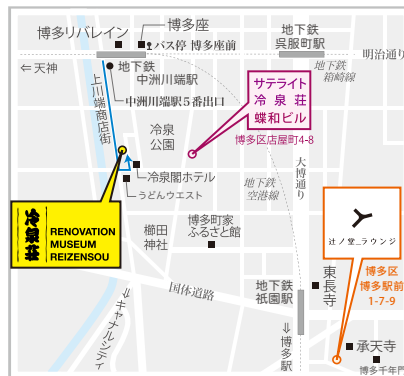 博多リバレイン
博多座
バス停 博多座前
地下鉄
呉服町駅
明治通り
⇐天神
地下鉄
中洲川端駅
地下鉄
箱崎線
中洲川端駅5番出口
上川端商店街
サテライト
冷泉荘
蝶和ビル
博多区店屋町4-8
冷泉
公園
大博通り
冷泉閣ホテル
うどんウエスト
地下鉄
空港線
冷泉荘
RENOVATION
MUSEUM
REIZENSOU
櫛田
神社
博多町家
ふるさと館
辻ノ堂_ラウンジ
博多区
博多駅前
1-7-9
東長寺
国体道路
地下鉄
祇園駅
⇓キャナルシティ
⇓博多駅
承天寺
博多千年門